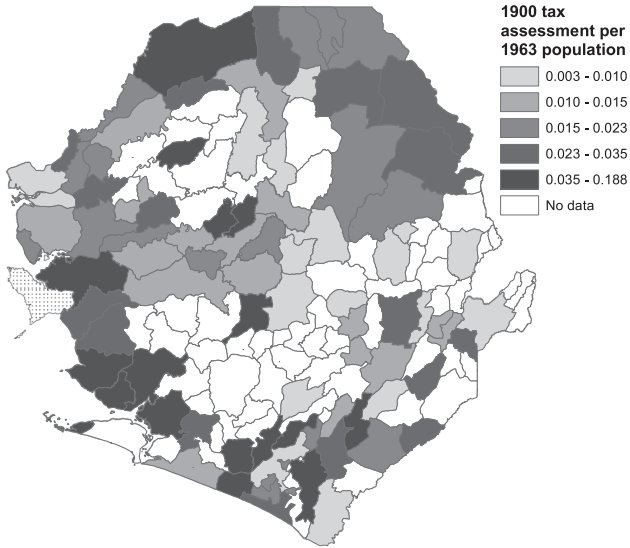 1900 tax
assessment per
1963 population
0.003 - 0.010
0.010 - 0.015
0.015 - 0.023
0.023 - 0.035
0.035 - 0.188
No data